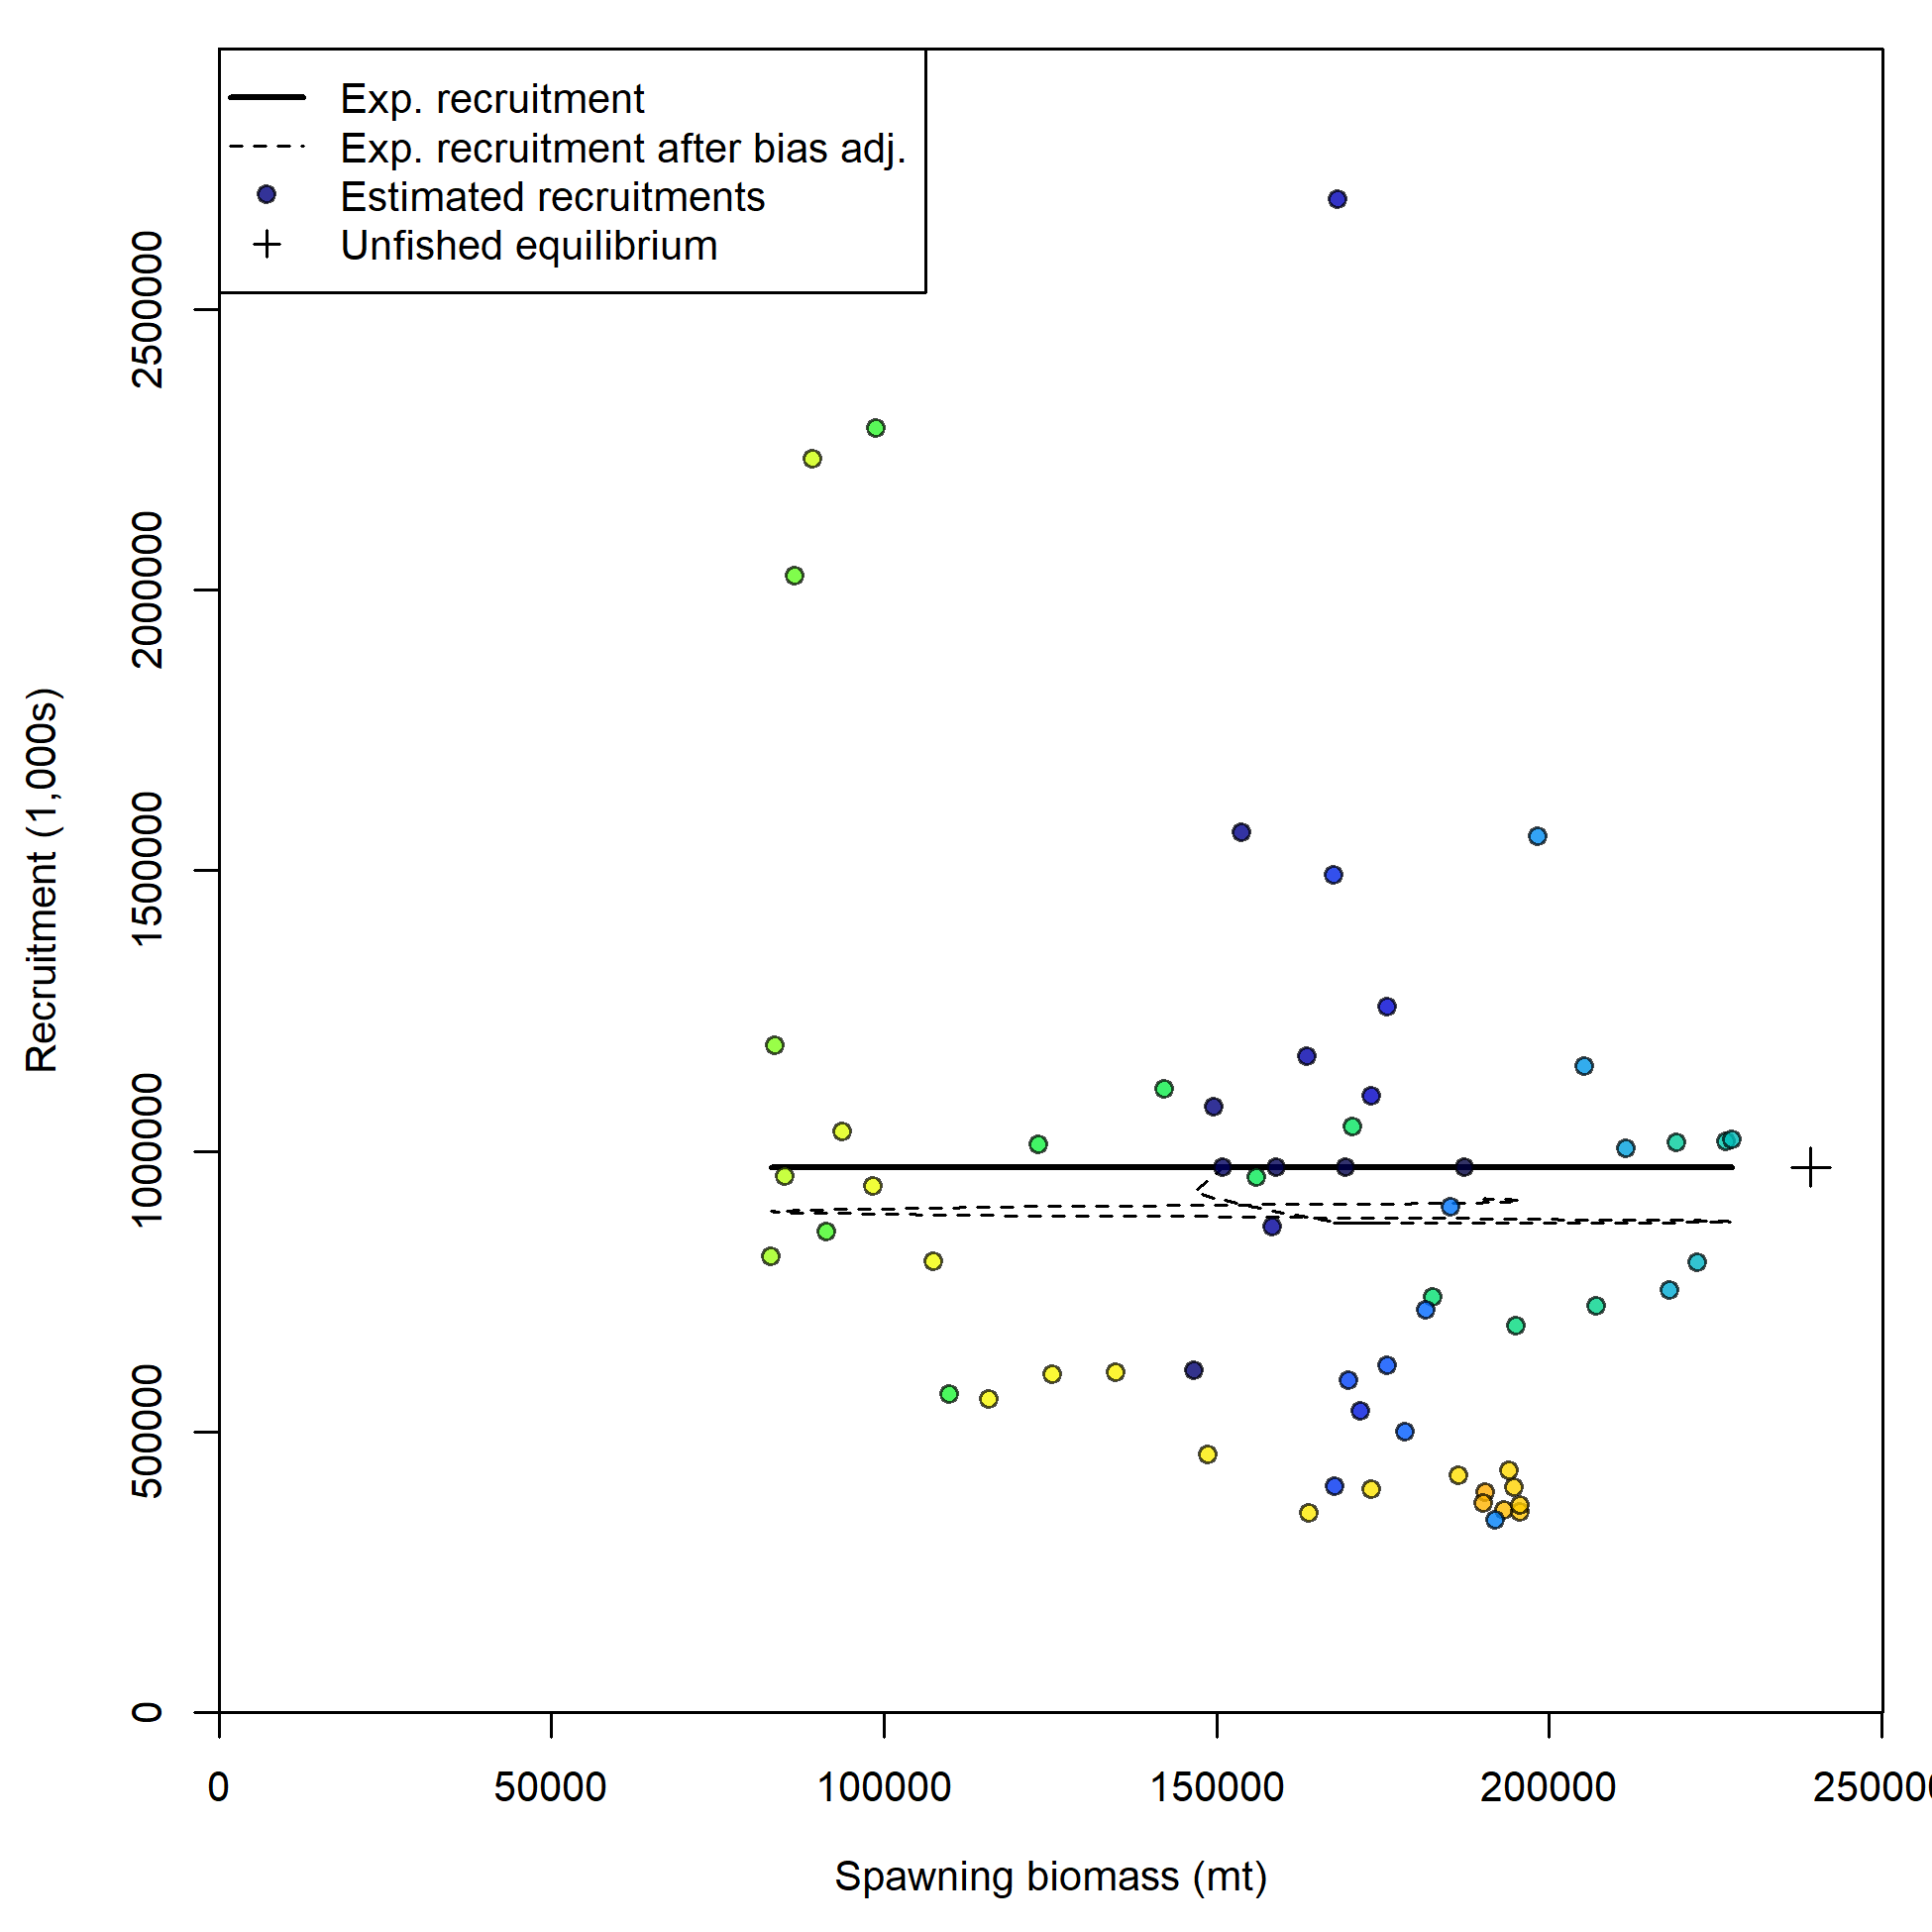 Exp. recruitment
Exp. recruitment after bias adj.
Estimated recruitments
Unfished equilibrium
Recruitment (1,000s)
2500000
2000000
1500000
1000000
500000
0
0 50000 100000 150000 200000 250000
Spawning biomass (mt)